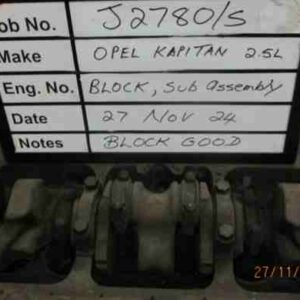 ob No. J2780/S
Make OPEL KAPITAN 2.5L
Eng. No. BLOCK, SUB assembly
Date 27 Nov 24
Notes BLOCK GOOD
27/11/